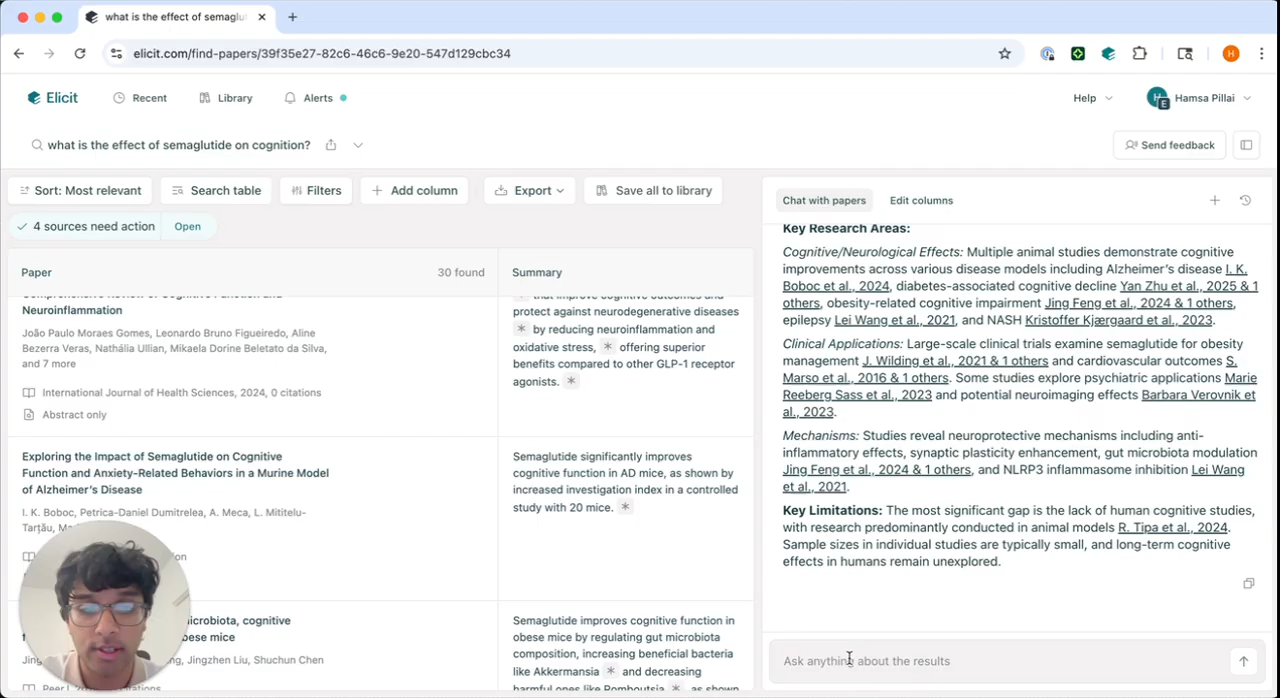 what is the effect of semaglu
elicit.com/find-papers/39f35e27-82c6-46c6-9e20-547d129cbc34
H
Elicit
Recent
Library
Alerts
Help
E
Hamsa Pillai
what is the effect of semaglutide on cognition?
Send feedback
Sort: Most relevant
Search table
Filters
Add column
Export
Save all to library
4 sources need action
Open
Paper
30 found
Summary
Comprehensive Review of Cognitive Function and
Neuroinflammation
João Paulo Moraes Gomes, Leonardo Bruno Figueiredo, Aline
Bezerra Veras, Nathália Ullian, Mikaela Dorine Beletato da Silva,
and 7 more
International Journal of Health Sciences, 2024, 0 citations
Abstract only
* that improve cognitive outcomes and
protect against neurodegenerative diseases
* by reducing neuroinflammation and
oxidative stress, * offering superior
benefits compared to other GLP-1 receptor
agonists. *
Exploring the Impact of Semaglutide on Cognitive
Function and Anxiety-Related Behaviors in a Murine Model
of Alzheimer's Disease
I. K. Boboc, Petrica-Daniel Dumitrelea, A. Meca, L. Mititelu-
Tarțău,
Semaglutide significantly improves
cognitive function in AD mice, as shown by
increased investigation index in a controlled
study with 20 mice. *
microbiota, cognitive
obese mice
Jingzhen Liu, Shuchun Chen
Semaglutide improves cognitive function in
obese mice by regulating gut microbiota
composition, increasing beneficial bacteria
like Akkermansia * and decreasing
harmful ones like Romboutsia * as shown
Chat with papers
Edit columns
Key Research Areas:
Cognitive/Neurological Effects: Multiple animal studies demonstrate cognitive
improvements across various disease models including Alzheimer's disease I. K.
Boboc et al., 2024, diabetes-associated cognitive decline Yan Zhu et al., 2025 & 1
others, obesity-related cognitive impairment Jing Feng et al., 2024 & 1 others,
epilepsy Lei Wang et al., 2021, and NASH Kristoffer Kjærgaard et al., 2023.
Clinical Applications: Large-scale clinical trials examine semaglutide for obesity
management J. Wilding et al., 2021 & 1 others and cardiovascular outcomes S.
Marso et al., 2016 & 1 others. Some studies explore psychiatric applications Marie
Reeberg Sass et al., 2023 and potential neuroimaging effects Barbara Verovnik et
al., 2023.
Mechanisms: Studies reveal neuroprotective mechanisms including anti-
inflammatory effects, synaptic plasticity enhancement, gut microbiota modulation
Jing Feng et al., 2024 & 1 others, and NLRP3 inflammasome inhibition Lei Wang
et al., 2021.
Key Limitations: The most significant gap is the lack of human cognitive studies,
with research predominantly conducted in animal models R. Tipa et al., 2024.
Sample sizes in individual studies are typically small, and long-term cognitive
effects in humans remain unexplored.
Ask anything about the results